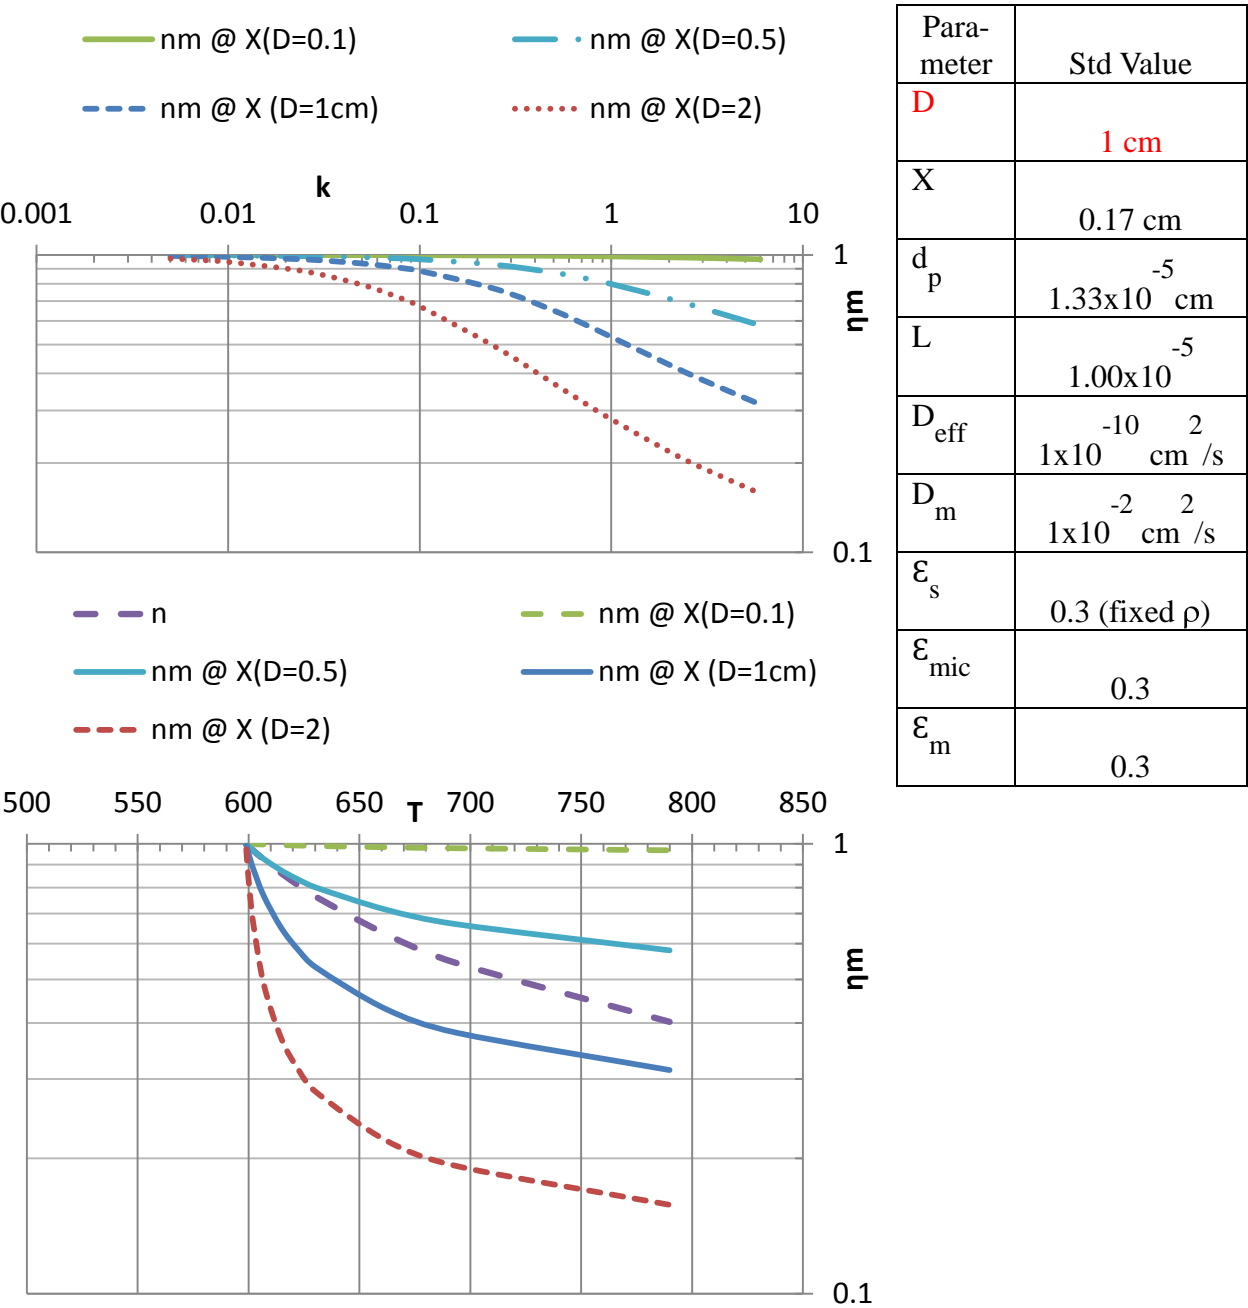 nm @ X(D=0.1)
nm @ X(D=0.5)
nm @ X (D=1cm)
nm @ X(D=2)
k
0.001 0.01 0.1 1 10
1
ηm
0.1
n
nm @ X(D=0.1)
nm @ X(D=0.5)
nm @ X (D=1cm)
nm @ X (D=2)
500 550 600 650 700 750 800 850
T
1
ηm
0.1
Para-
meter
Std Value
D
1 cm
X
0.17 cm
dp
1.33x10-5 cm
L
1.00x10-5
Deff
1x10-10 cm2/s
Dm
1x10-2 cm2/s
Ɛs
0.3 (fixed ρ)
Ɛmic
0.3
Ɛm
0.3